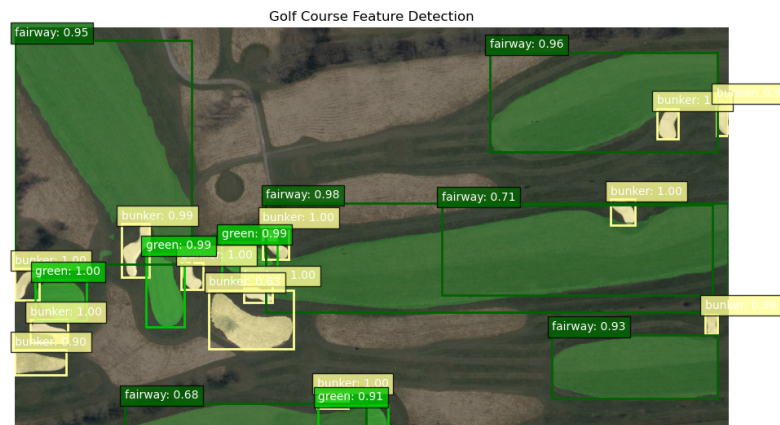 Golf Course Feature Detection
fairway: 0.95
fairway: 0.96
bunker: 1
bunker:
fairway: 0.98
fairway: 0.71
bunker: 1.00
bunker: 0.99
bunker: 1.00
green: 0.99
green: 0.99
1.00
bunker: 1.00
green: 1.00
bunker: 0.63
1.00
bunker: 1.00
bunker:
fairway: 0.93
bunker: 0.90
bunker: 1.00
green: 0.91
fairway: 0.68